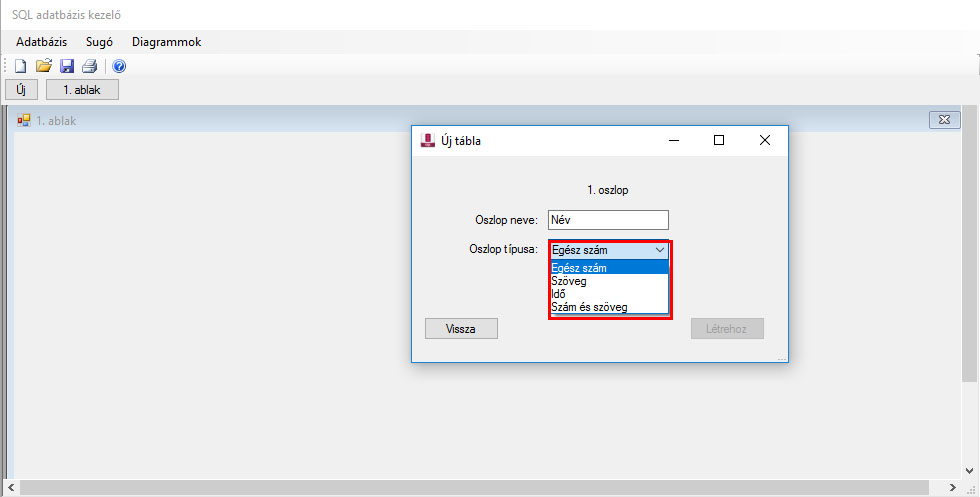 SQL adatbázis kezelő
Adatbázis Sugó Diagrammok
Új 1. ablak
1. ablak
Új tábla
1. oszlop
Oszlop neve: Név
Oszlop típusa: Egész szám
Egész szám
Szöveg
Idő
Szám és szöveg
Vissza Létrehoz